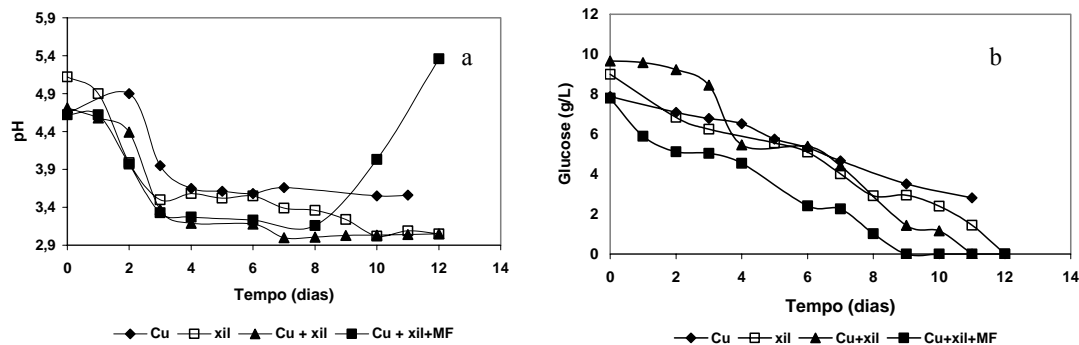 a
5,9
5,4
4,9
4,4
3,9
3,4
2,9
pH
0 2 4 6 8 10 12 14
Tempo (dias)
Cu xil Cu + xil Cu + xil+MF
b
12
10
8
6
4
2
0
Glucose (g/L)
0 2 4 6 8 10 12 14
Tempo (dias)
Cu xil Cu+xil Cu+xil+MF